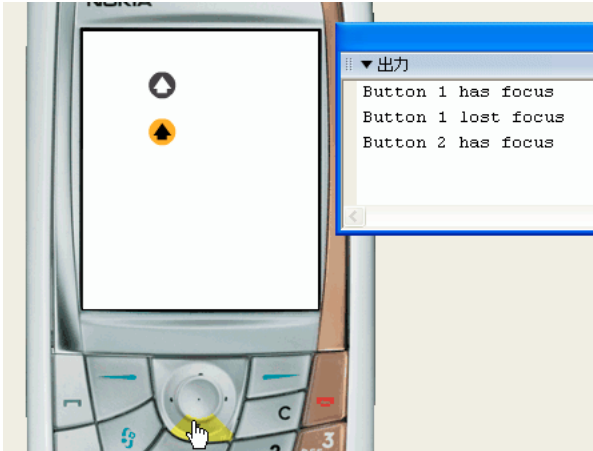 NOKIA
▼出力
Button 1 has focus
Button 1 lost focus
Button 2 has focus
C
3